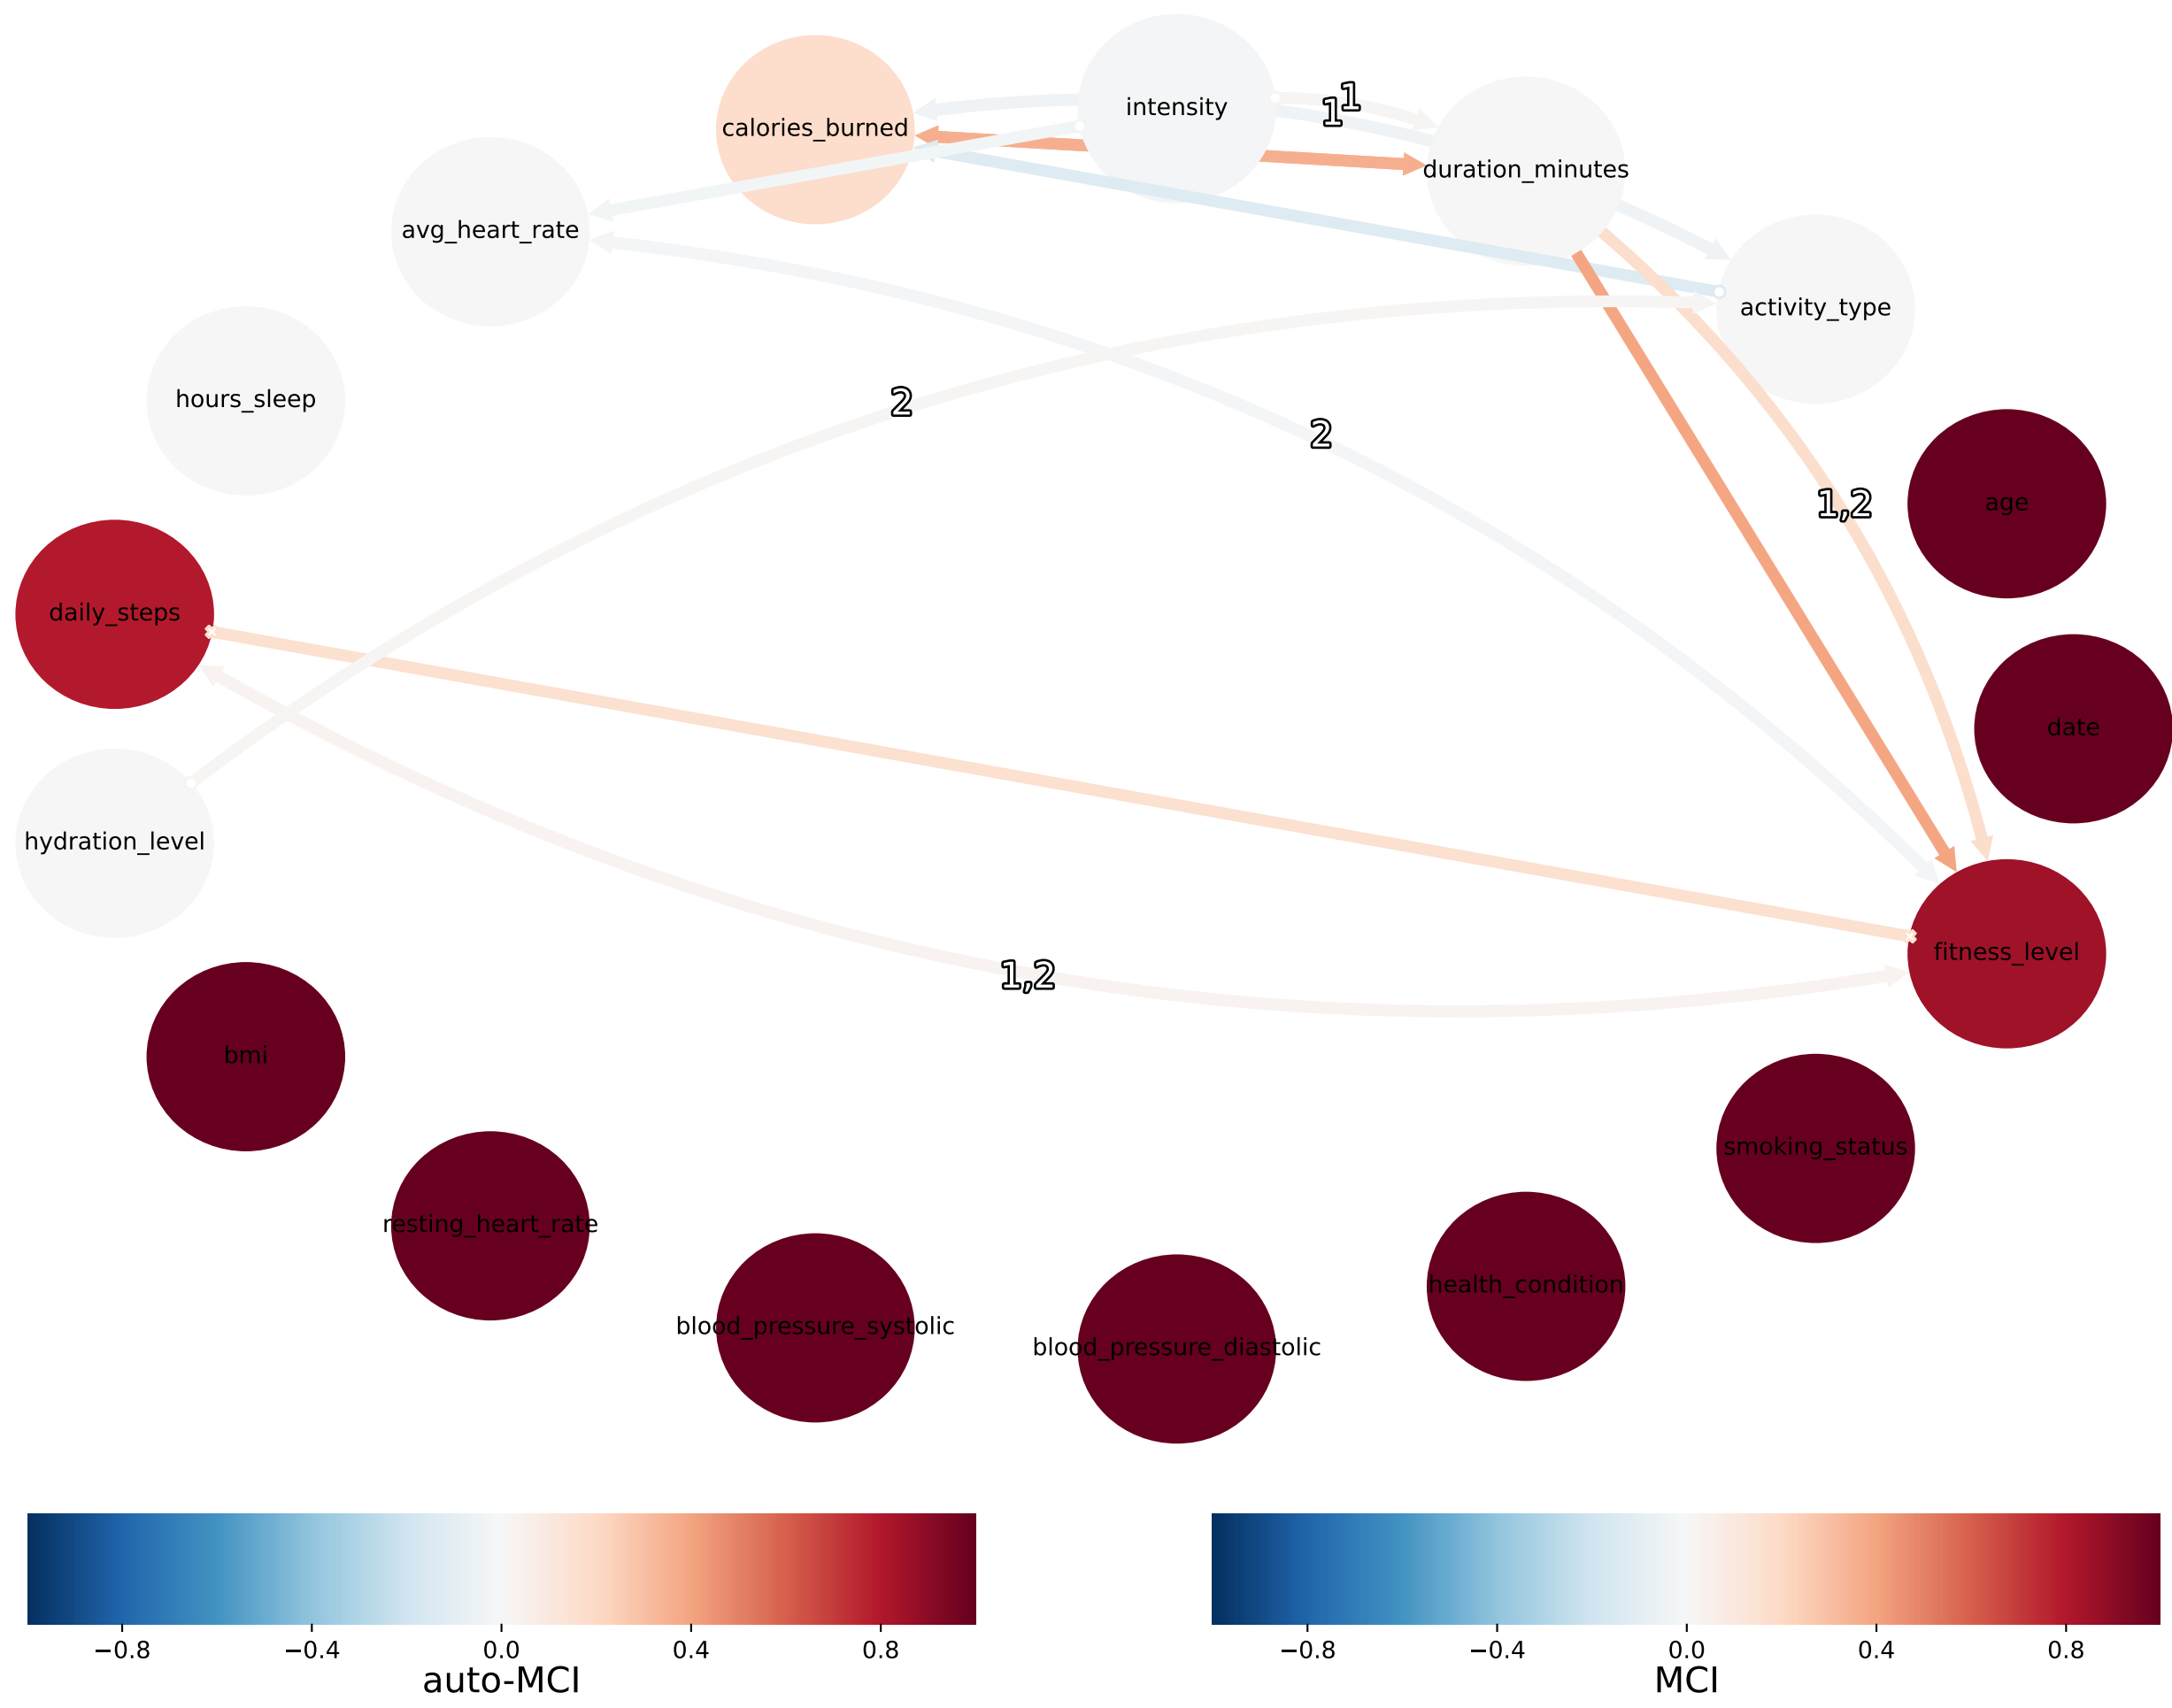 intensity
calories_burned
1
1
duration_minutes
avg_heart_rate
activity_type
hours_sleep
2
2
1,2
age
daily_steps
date
hydration_level
fitness_level
1,2
bmi
smoking_status
resting_heart_rate
health_condition
blood_pressure_systolic
blood_pressure_diastolic
−0.8 −0.4 0.0 0.4 0.8
auto-MCI
−0.8 −0.4 0.0 0.4 0.8
MCI